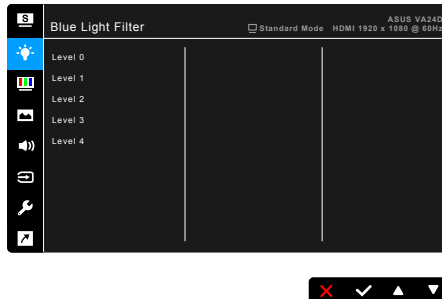 S
ASUS VA24D
Blue Light Filter
Standard Mode HDMI 1920 x 1080 @ 60Hz
Level 0
Level 1
Level 2
Level 3
Level 4